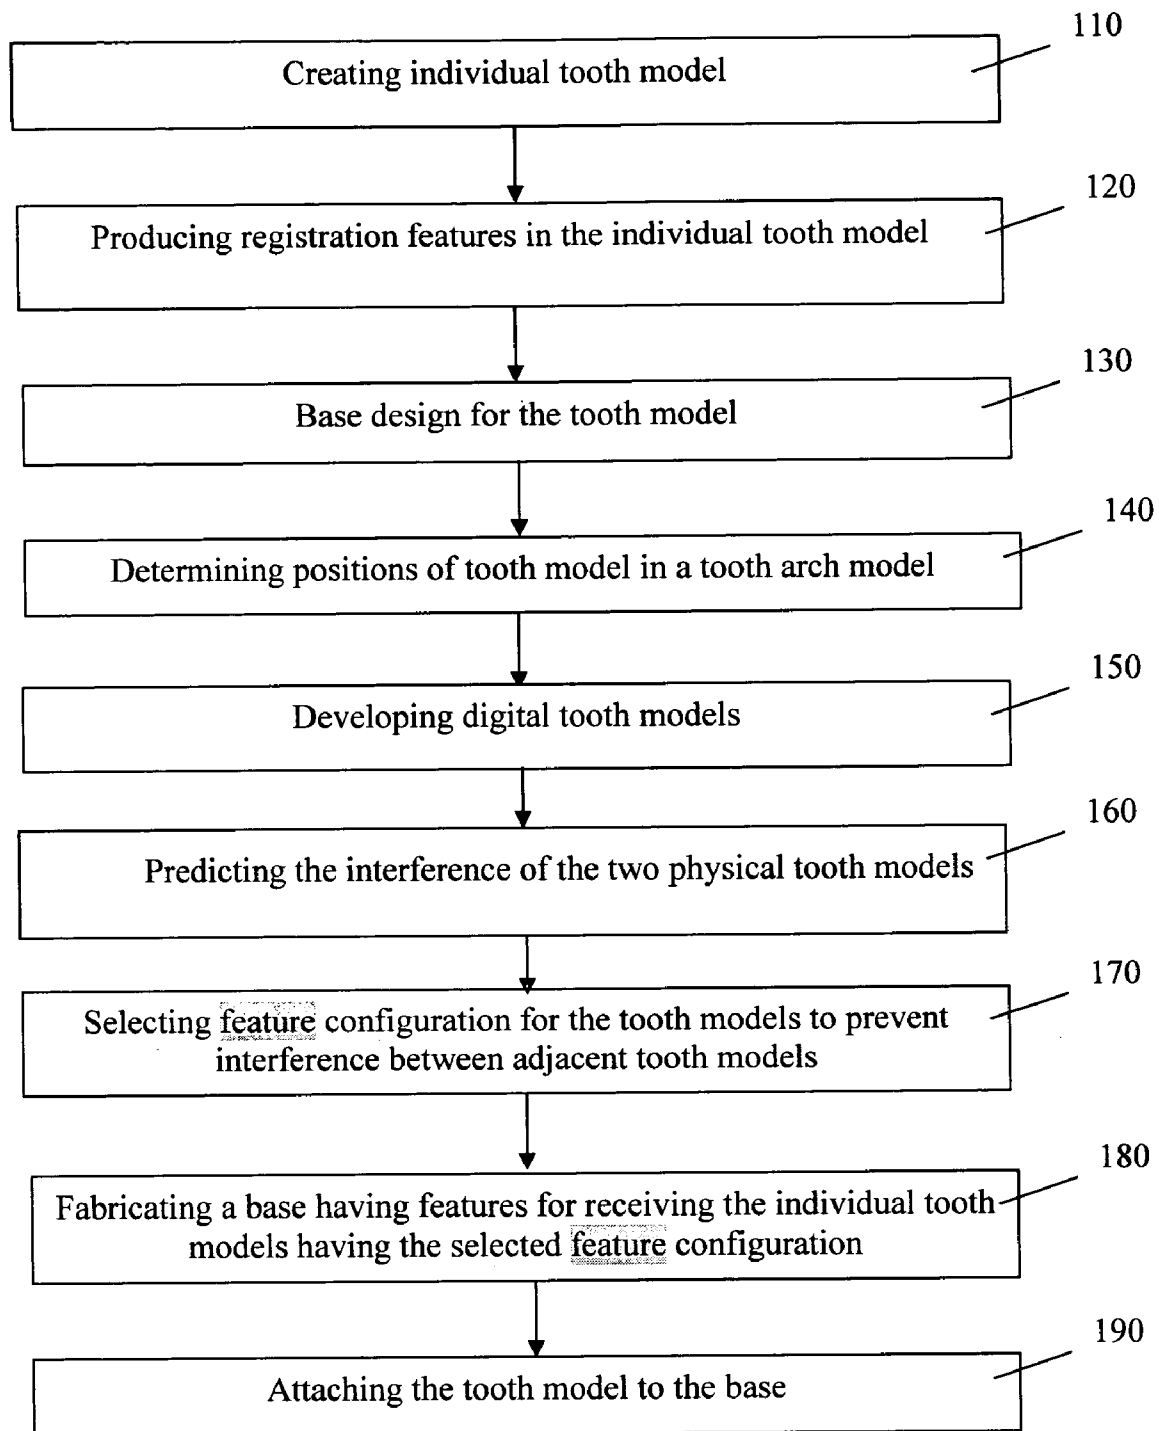 110
Creating individual tooth model
120
Producing registration features in the individual tooth model
130
Base design for the tooth model
140
Determining positions of tooth model in a tooth arch model
150
Developing digital tooth models
160
Predicting the interference of the two physical tooth models
170
Selecting feature configuration for the tooth models to prevent
interference between adjacent tooth models
180
Fabricating a base having features for receiving the individual tooth
models having the selected feature configuration
190
Attaching the tooth model to the base